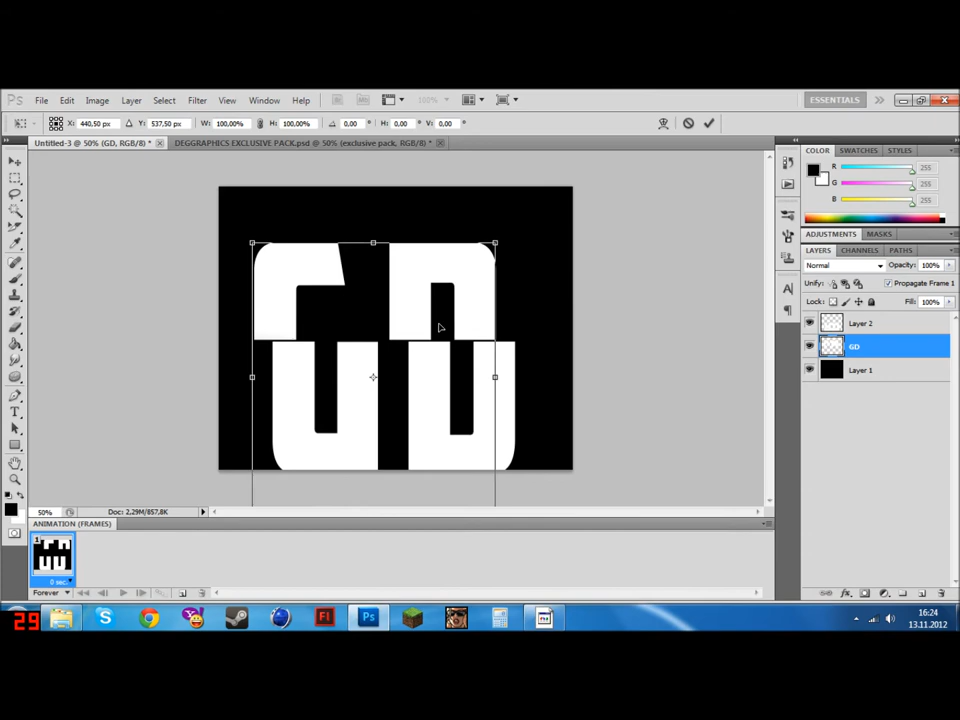 Ps File Edit Image Layer Select Filter View Window Help 100% ESSENTIALS
X: 440,50 px Y: 537,50 px W: 100,00% H: 100,00% 0,00 ° H: 0,00 ° V: 0,00 °
Untitled-3 @ 50% (GD, RGB/8) * DEGGRAPHICS EXCLUSIVE PACK.psd @ 50% (exclusive pack, RGB/8) *
COLOR SWATCHES STYLES
R 255
G 255
B 255
ADJUSTMENTS MASKS
LAYERS CHANNELS PATHS
Normal Opacity: 100%
Unify: Propagate Frame 1
Lock: Fill: 100%
Layer 2
GD
Layer 1
50% Doc: 2,29M/857,8K
ANIMATION (FRAMES)
1
0 sec.
Forever
29
Fl
Ps
16:24
13.11.2012